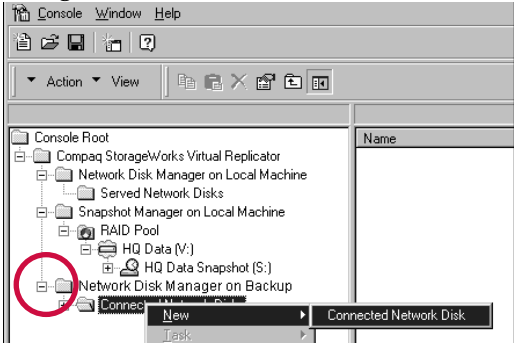 Console Window Help
Action View
Name
Console Root
Compaq StorageWorks Virtual Replicator
Network Disk Manager on Local Machine
Served Network Disks
Snapshot Manager on Local Machine
RAID Pool
HQ Data (V:)
HQ Data Snapshot (S:)
Network Disk Manager on Backup
Connec
New Connected Network Disk
Task